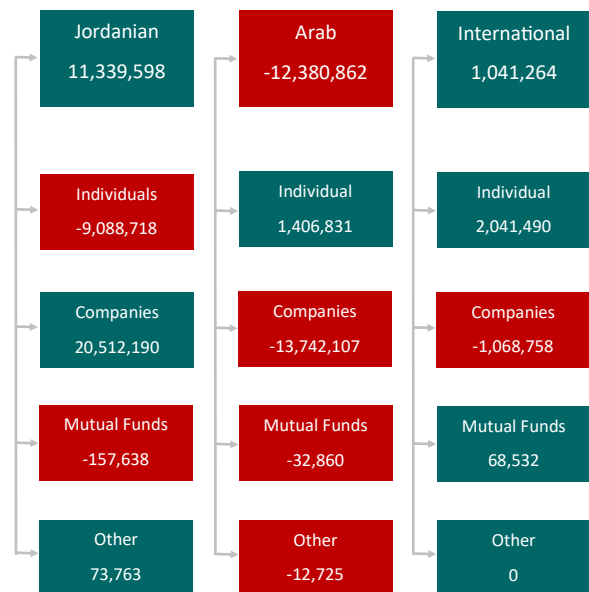 Jordanian
11,339,598
Individuals
-9,088,718
Companies
20,512,190
Mutual Funds
-157,638
Other
73,763
Arab
-12,380,862
Individual
1,406,831
Companies
-13,742,107
Mutual Funds
-32,860
Other
-12,725
International
1,041,264
Individual
2,041,490
Companies
-1,068,758
Mutual Funds
68,532
Other
0